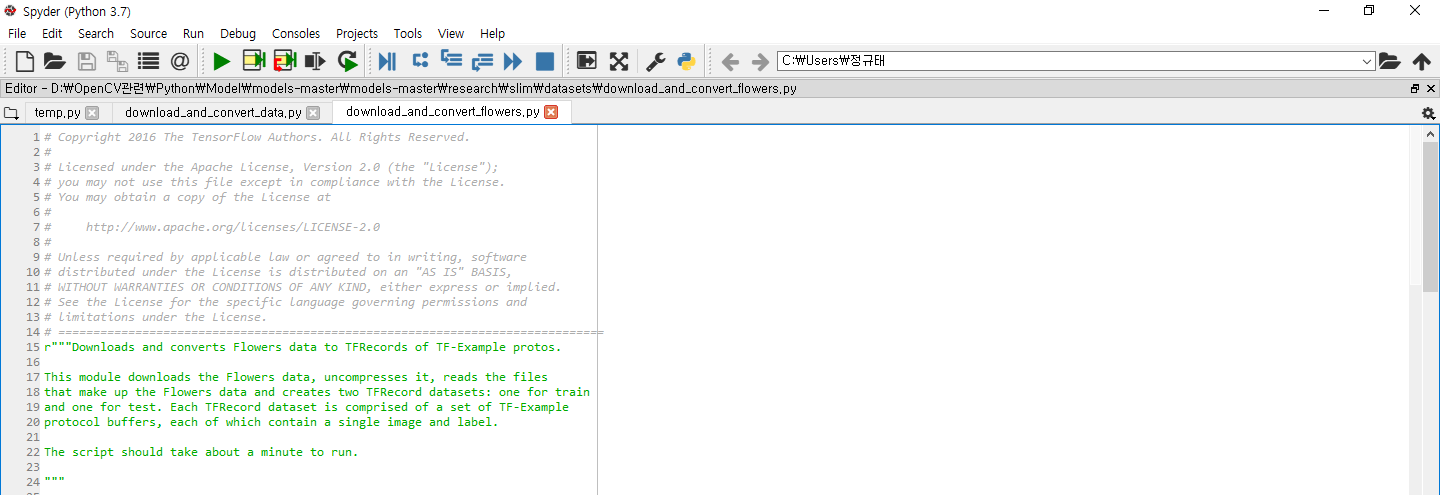 Spyder (Python 3.7)
File Edit Search Source Run Debug Consoles Projects Tools View Help
C:₩Users₩정규태
Editor - D:₩OpenCV관련₩Python₩Model₩models-master₩models-master₩research₩slim₩datasets₩download_and_convert_flowers.py
temp.py download_and_convert_data.py download_and_convert_flowers.py
1 # Copyright 2016 The TensorFlow Authors. All Rights Reserved.
2 #
3 # Licensed under the Apache License, Version 2.0 (the "License");
4 # you may not use this file except in compliance with the License.
5 # You may obtain a copy of the License at
6 #
7 #     http://www.apache.org/licenses/LICENSE-2.0
8 #
9 # Unless required by applicable law or agreed to in writing, software
10 # distributed under the License is distributed on an "AS IS" BASIS,
11 # WITHOUT WARRANTIES OR CONDITIONS OF ANY KIND, either express or implied.
12 # See the License for the specific language governing permissions and
13 # limitations under the License.
14 # ==============================================================================
15 r"""Downloads and converts Flowers data to TFRecords of TF-Example protos.
16
17 This module downloads the Flowers data, uncompresses it, reads the files
18 that make up the Flowers data and creates two TFRecord datasets: one for train
19 and one for test. Each TFRecord dataset is comprised of a set of TF-Example
20 protocol buffers, each of which contain a single image and label.
21
22 The script should take about a minute to run.
23
24 """